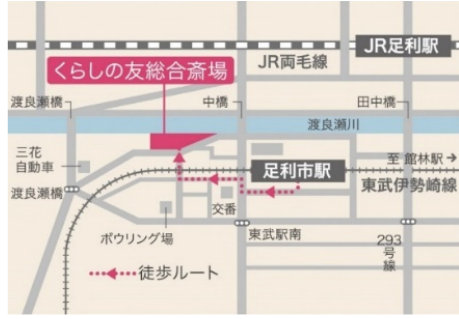 JR足利駅
JR両毛線
くらしの友総合斎場
渡良瀬橋
中橋
田中橋
渡良瀬川
三花
自動車
足利市駅
至 館林駅→
東武伊勢崎線
渡良瀬橋
交番
ボウリング場
東武駅南
293
号
線
徒歩ルート